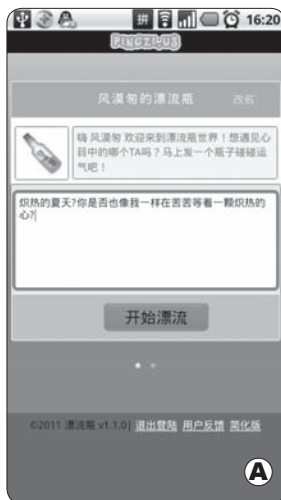 拼 16:20
PINGZI.US
风漠匆的漂流瓶 改名
嗨 风漠匆 欢迎来到漂流瓶世界！想遇见心
目中的哪个TA吗？马上发一个瓶子碰碰运
气吧！
炽热的夏天?你是否也像我一样在苦苦等着一颗炽热的
心?
开始漂流
©2011 漂流瓶 v1.1.0| 退出登陆 用户反馈 简化版
A